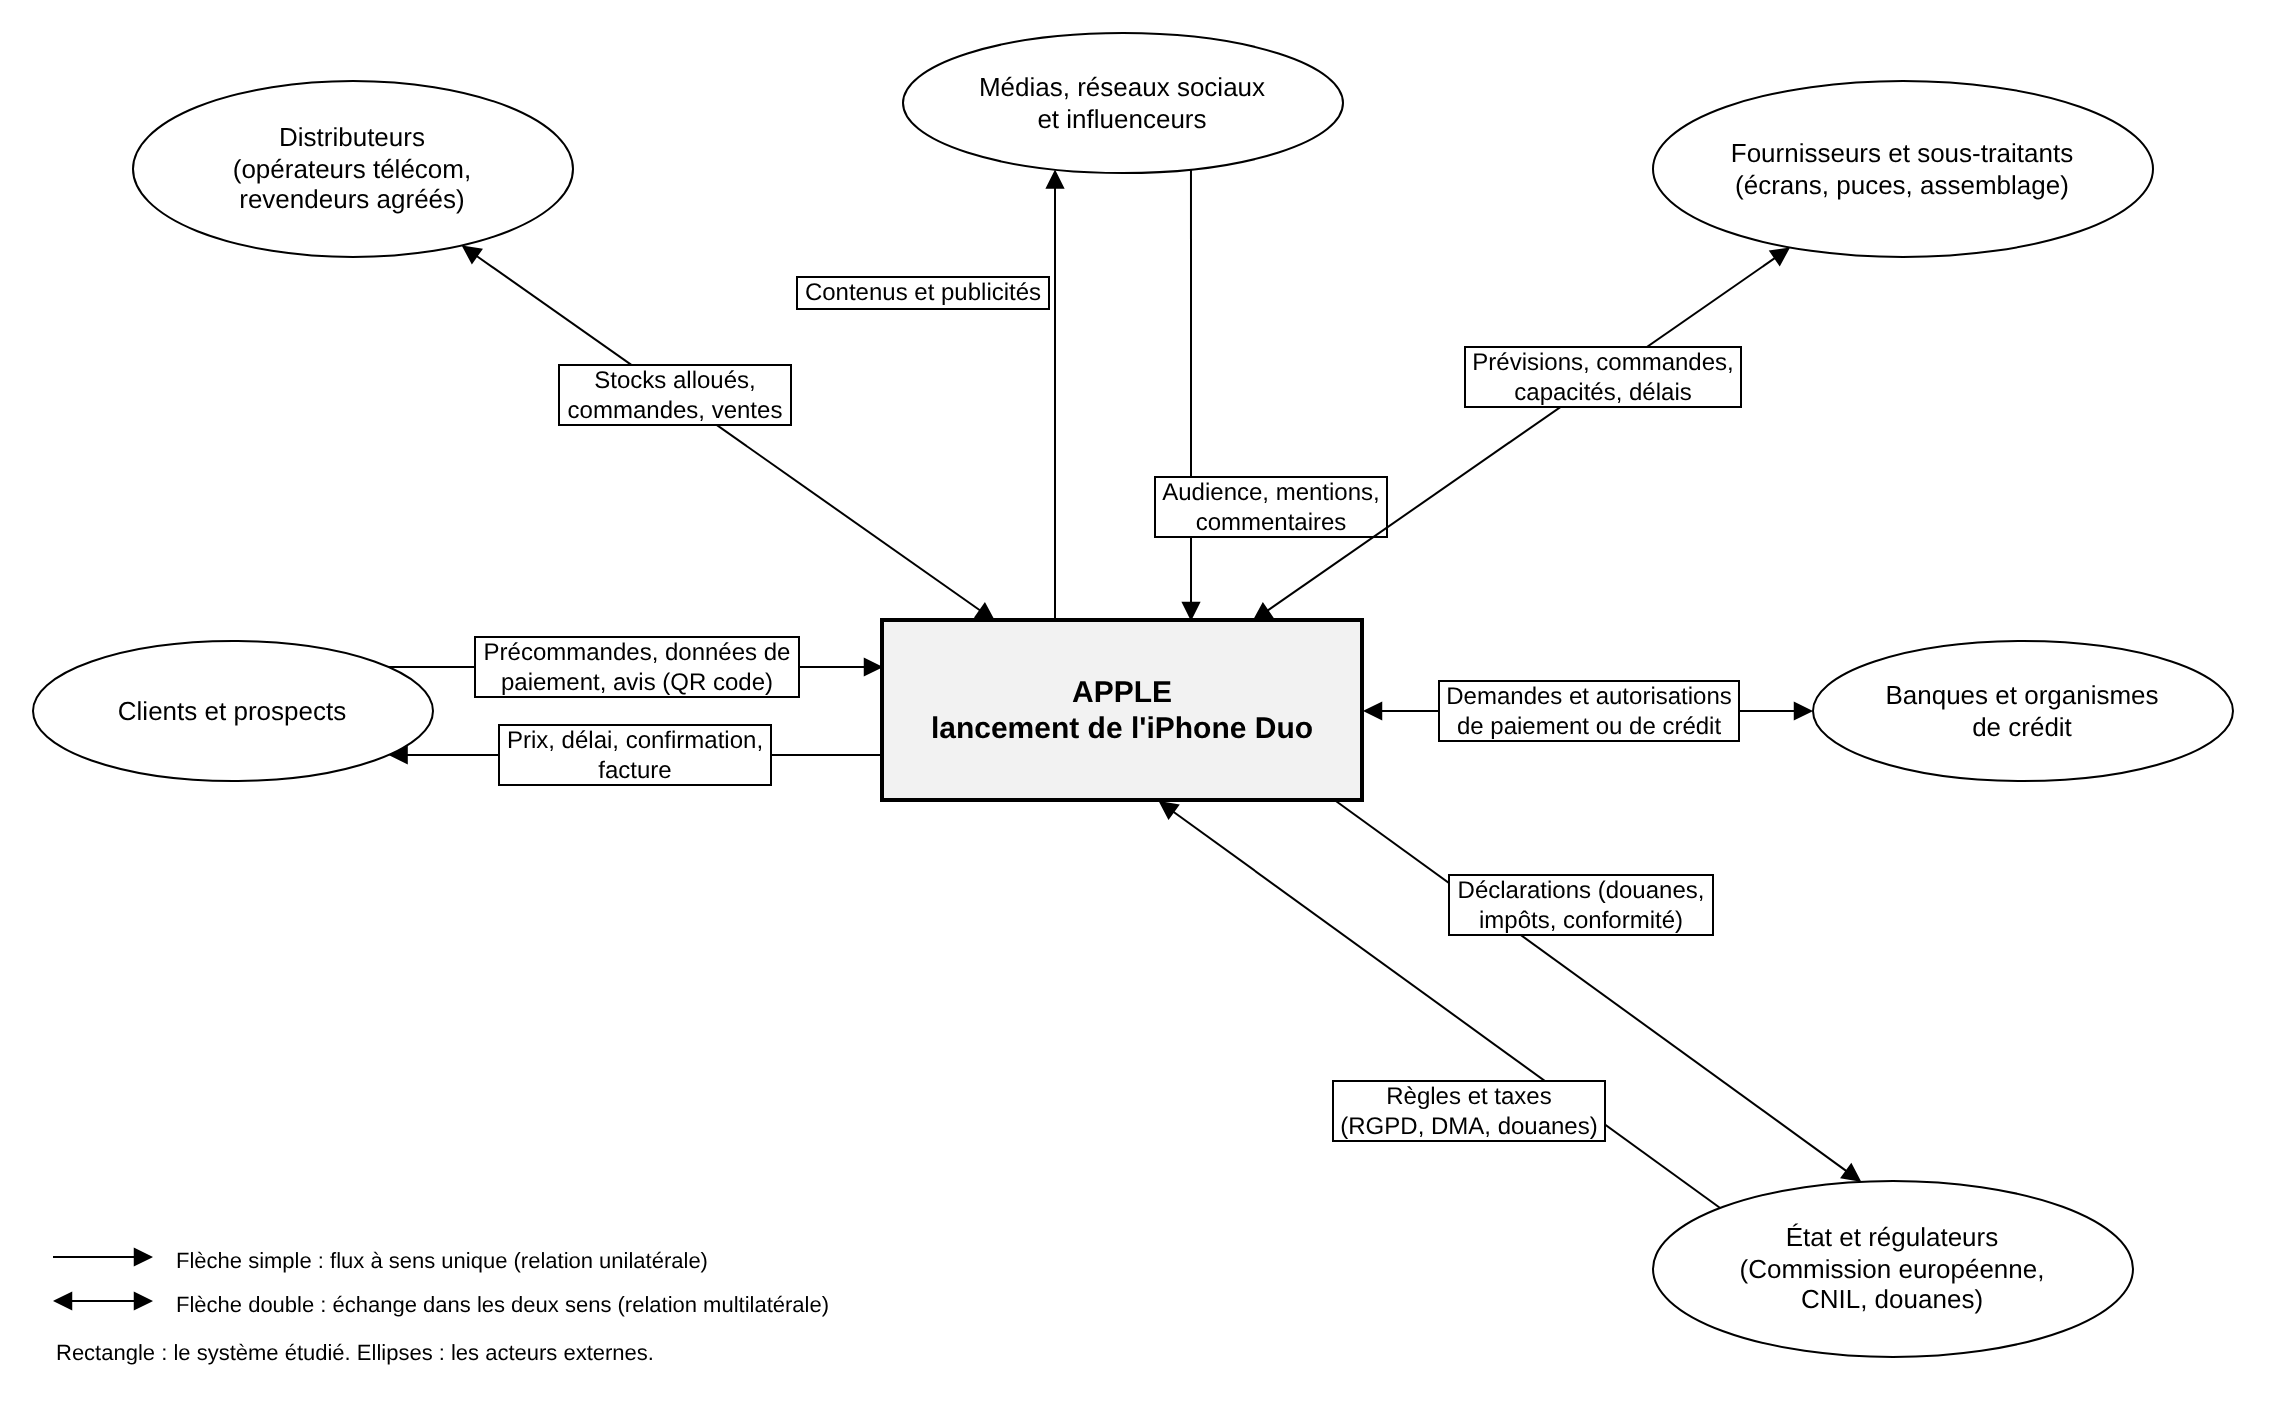 Médias, réseaux sociaux
et influenceurs
Distributeurs
(opérateurs télécom,
revendeurs agréés)
Fournisseurs et sous-traitants
(écrans, puces, assemblage)
Contenus et publicités
Stocks alloués,
commandes, ventes
Prévisions, commandes,
capacités, délais
Audience, mentions,
commentaires
Précommandes, données de
paiement, avis (QR code)
Clients et prospects
Prix, délai, confirmation,
facture
APPLE
lancement de l'iPhone Duo
Demandes et autorisations
de paiement ou de crédit
Banques et organismes
de crédit
Déclarations (douanes,
impôts, conformité)
Règles et taxes
(RGPD, DMA, douanes)
État et régulateurs
(Commission européenne,
CNIL, douanes)
Flèche simple : flux à sens unique (relation unilatérale)
Flèche double : échange dans les deux sens (relation multilatérale)
Rectangle : le système étudié. Ellipses : les acteurs externes.